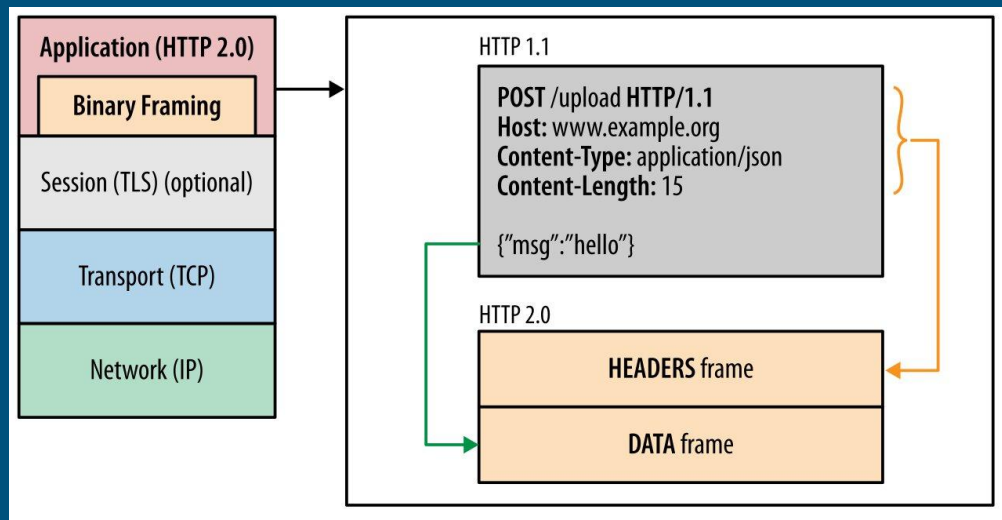 Application (HTTP 2.0)
Binary Framing
Session (TLS) (optional)
Transport (TCP)
Network (IP)
HTTP 1.1
POST /upload HTTP/1.1
Host: www.example.org
Content-Type: application/json
Content-Length: 15
{”msg”:”hello”}
HTTP 2.0
HEADERS frame
DATA frame